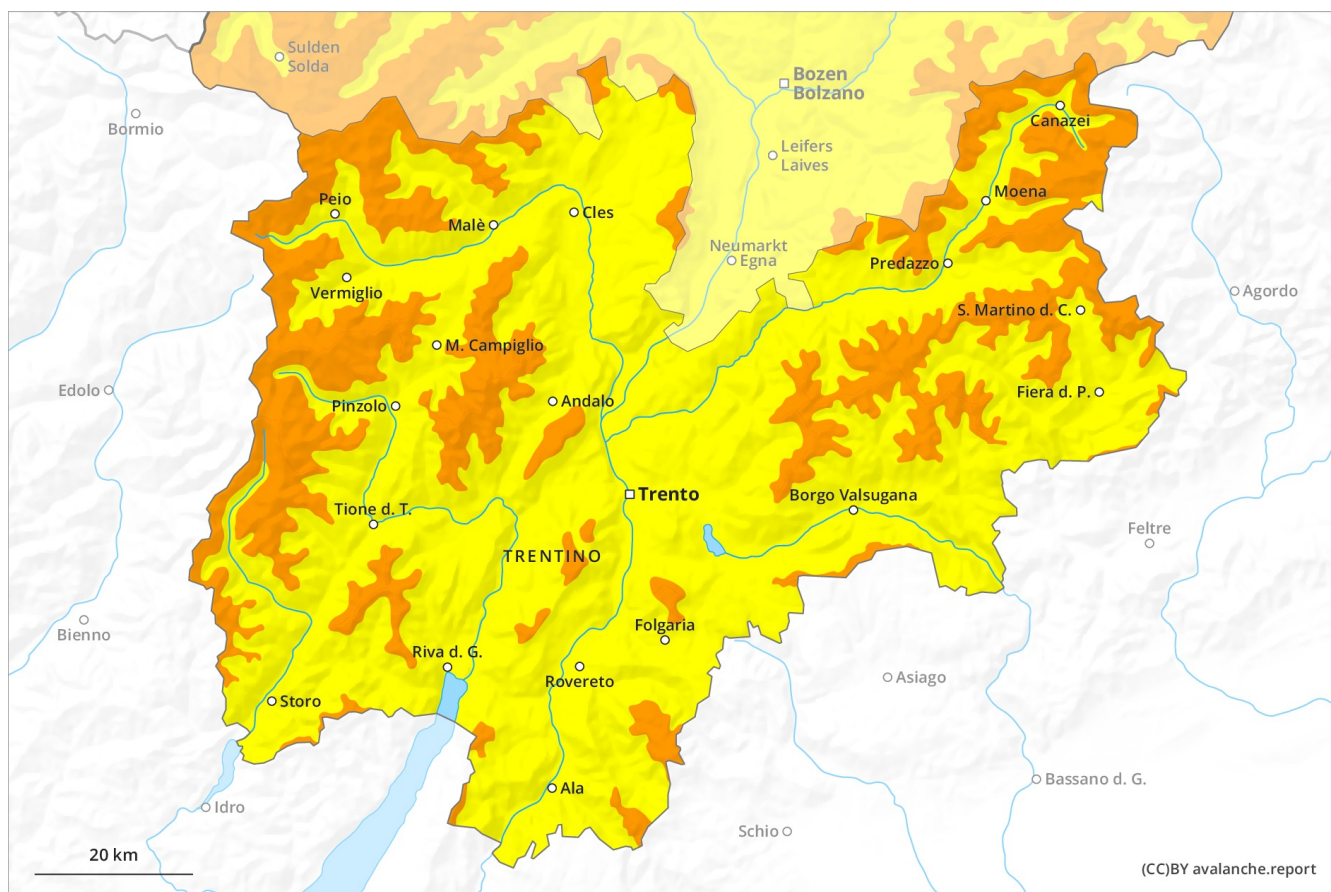 Sulden
Solda
Bozen
Bolzano
Bormio
Canazei
Leifers
Laives
Moena
Peio
Malè
Cles
Neumarkt
Egna
Predazzo
Vermiglio
Agordo
S. Martino d. C.
M. Campiglio
Edolo
Fiera d. P.
Pinzolo
Andalo
Trento
Borgo Valsugana
Tione d. T.
Feltre
TRENTINO
Bienno
Folgaria
Riva d. G.
Asiago
Rovereto
Storo
Bassano d. G.
Ala
Idro
Schio
20 km
(CC)BY avalanche.report